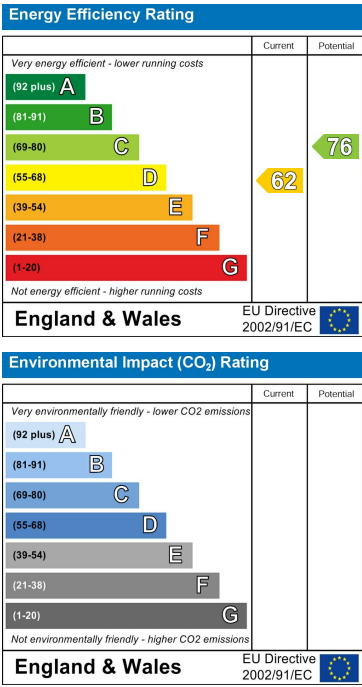 Energy Efficiency Rating
Current Potential
Very energy efficient - lower running costs
(92 plus) A
(81-91) B
(69-80) C
76
(55-68) D
62
(39-54) E
(21-38) F
(1-20) G
Not energy efficient - higher running costs
England & Wales
EU Directive
2002/91/EC
Environmental Impact (CO₂) Rating
Current Potential
Very environmentally friendly - lower CO2 emissions
(92 plus) A
(81-91) B
(69-80) C
(55-68) D
(39-54) E
(21-38) F
(1-20) G
Not environmentally friendly - higher CO2 emissions
England & Wales
EU Directive
2002/91/EC